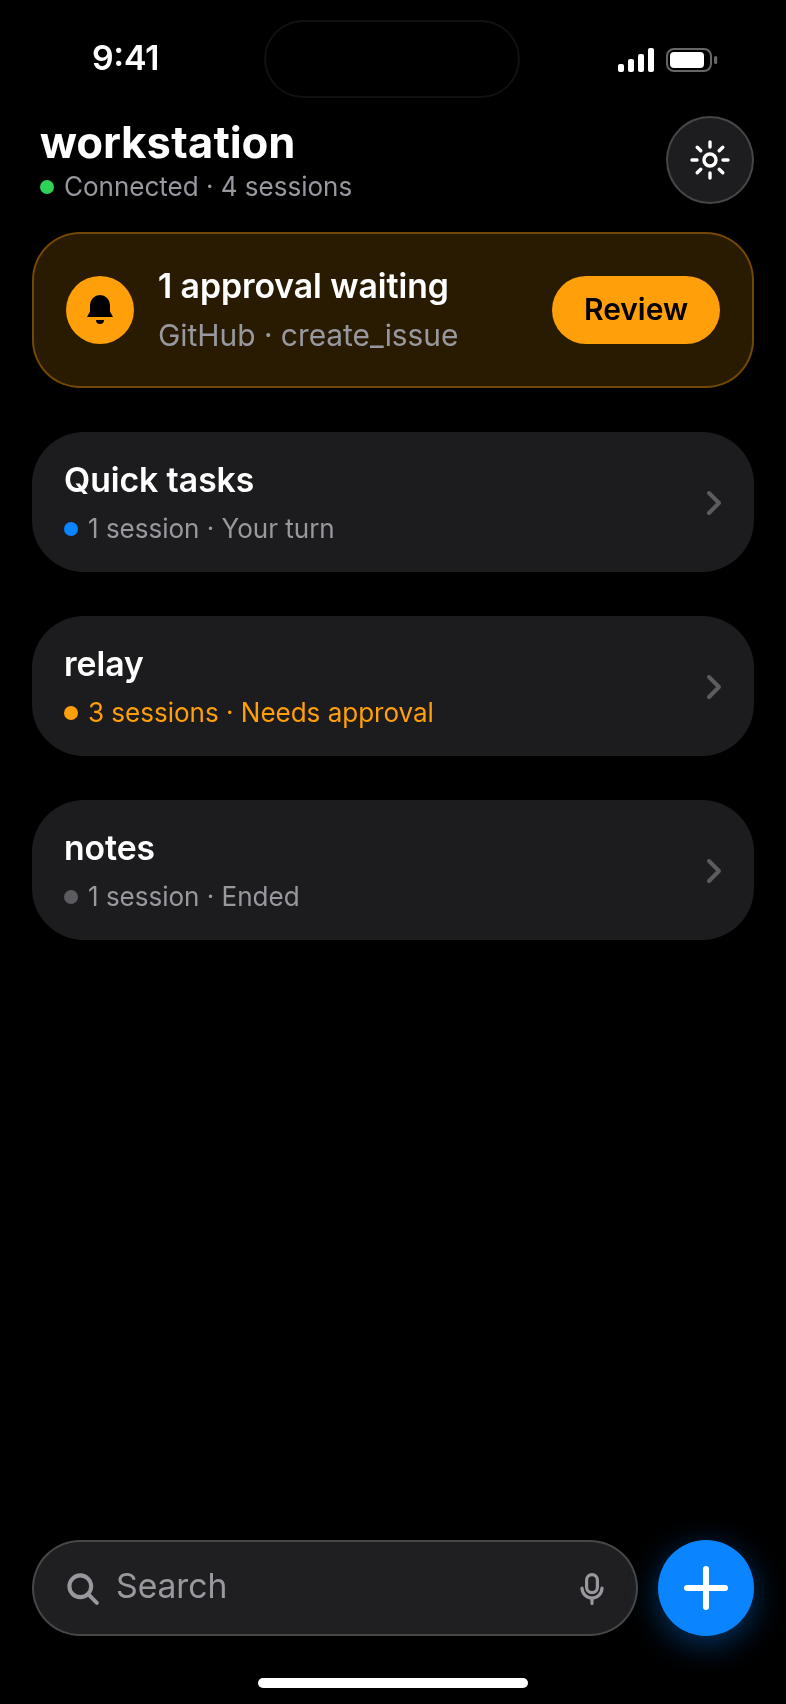 9:41
workstation
Connected · 4 sessions
1 approval waiting
GitHub · create_issue
Review
Quick tasks
1 session · Your turn
relay
3 sessions · Needs approval
notes
1 session · Ended
Search